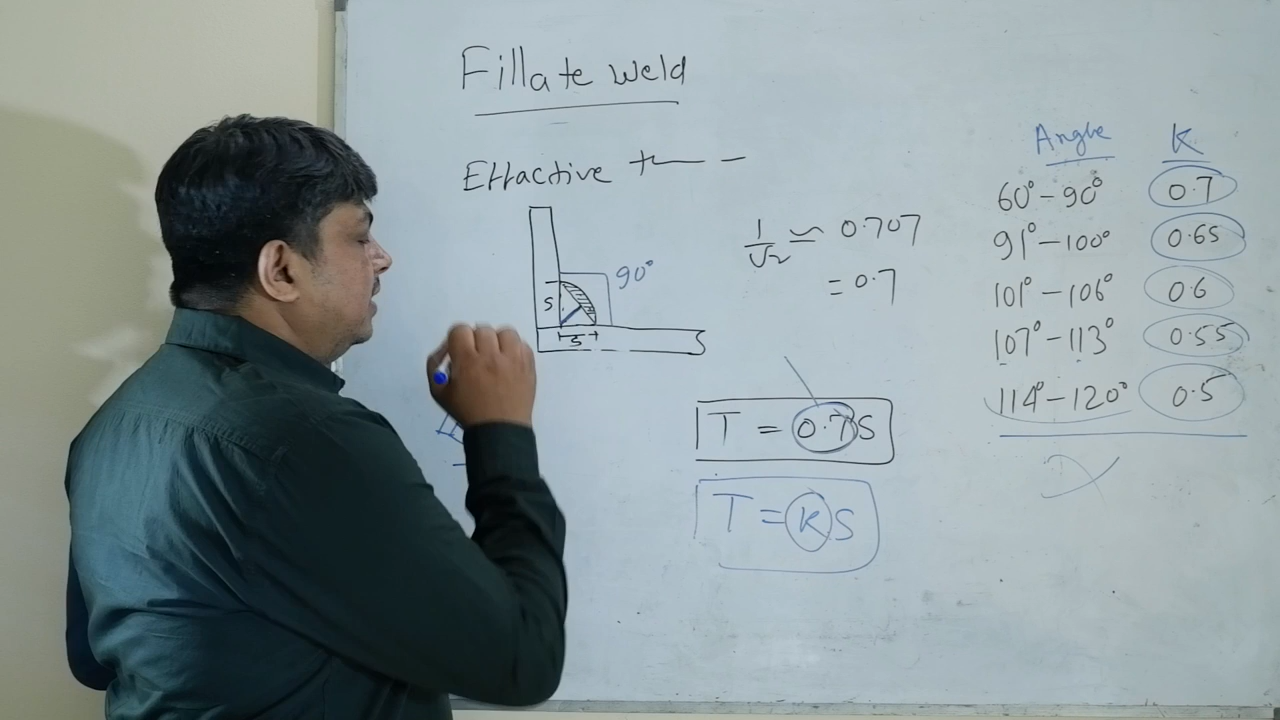 Fillate weld
Effactive t
S
S
90°
1/√2 ≃ 0.707
= 0.7
T = 0.7S
T = KS
Angle K
60° - 90° 0.7
91° - 100° 0.65
101° - 106° 0.6
107° - 113° 0.55
114° - 120° 0.5